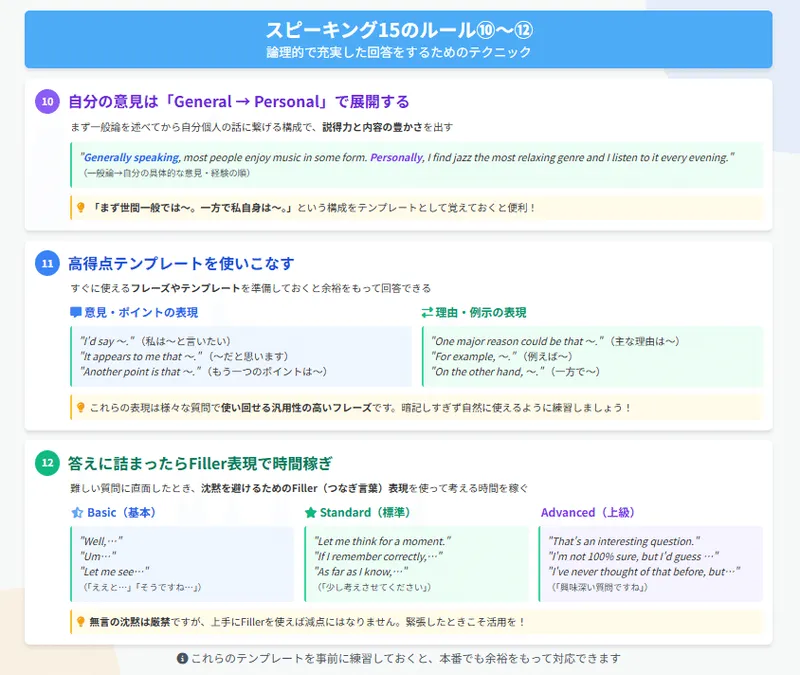 スピーキング15のルール⑩～⑫
論理的で充実した回答をするためのテクニック
10 自分の意見は「General → Personal」で展開する
まず一般論を述べてから自分個人の話に繋げる構成で、説得力と内容の豊かさを出す
"Generally speaking, most people enjoy music in some form. Personally, I find jazz the most relaxing genre and I listen to it every evening."
（一般論→自分の具体的な意見・経験の順）
「まず世間一般では～。一方で私自身は～。」という構成をテンプレートとして覚えておくと便利！
11 高得点テンプレートを使いこなす
すぐに使えるフレーズやテンプレートを準備しておくと余裕をもって回答できる
意見・ポイントの表現
"I'd say ～."（私は～と言いたい）
"It appears to me that ～."（～だと思います）
"Another point is that ～."（もう一つのポイントは～）
理由・例示の表現
"One major reason could be that ～."（主な理由は～）
"For example, ～."（例えば～）
"On the other hand, ～."（一方で～）
これらの表現は様々な質問で使い回せる汎用性の高いフレーズです。暗記しすぎず自然に使えるように練習しましょう！
12 答えに詰まったらFiller表現で時間稼ぎ
難しい質問に直面したとき、沈黙を避けるためのFiller（つなぎ言葉）表現を使って考える時間を稼ぐ
Basic（基本）
"Well,…"
"Um…"
"Let me see…"
（「ええと…」「そうですね…」）
Standard（標準）
"Let me think for a moment."
"If I remember correctly,…"
"As far as I know,…"
（「少し考えさせてください」）
Advanced（上級）
"That's an interesting question."
"I'm not 100% sure, but I'd guess …"
"I've never thought of that before, but…"
（「興味深い質問ですね」）
無言の沈黙は厳禁ですが、上手にFillerを使えば減点にはなりません。緊張したときこそ活用を！
これらのテンプレートを事前に練習しておくと、本番でも余裕をもって対応できます